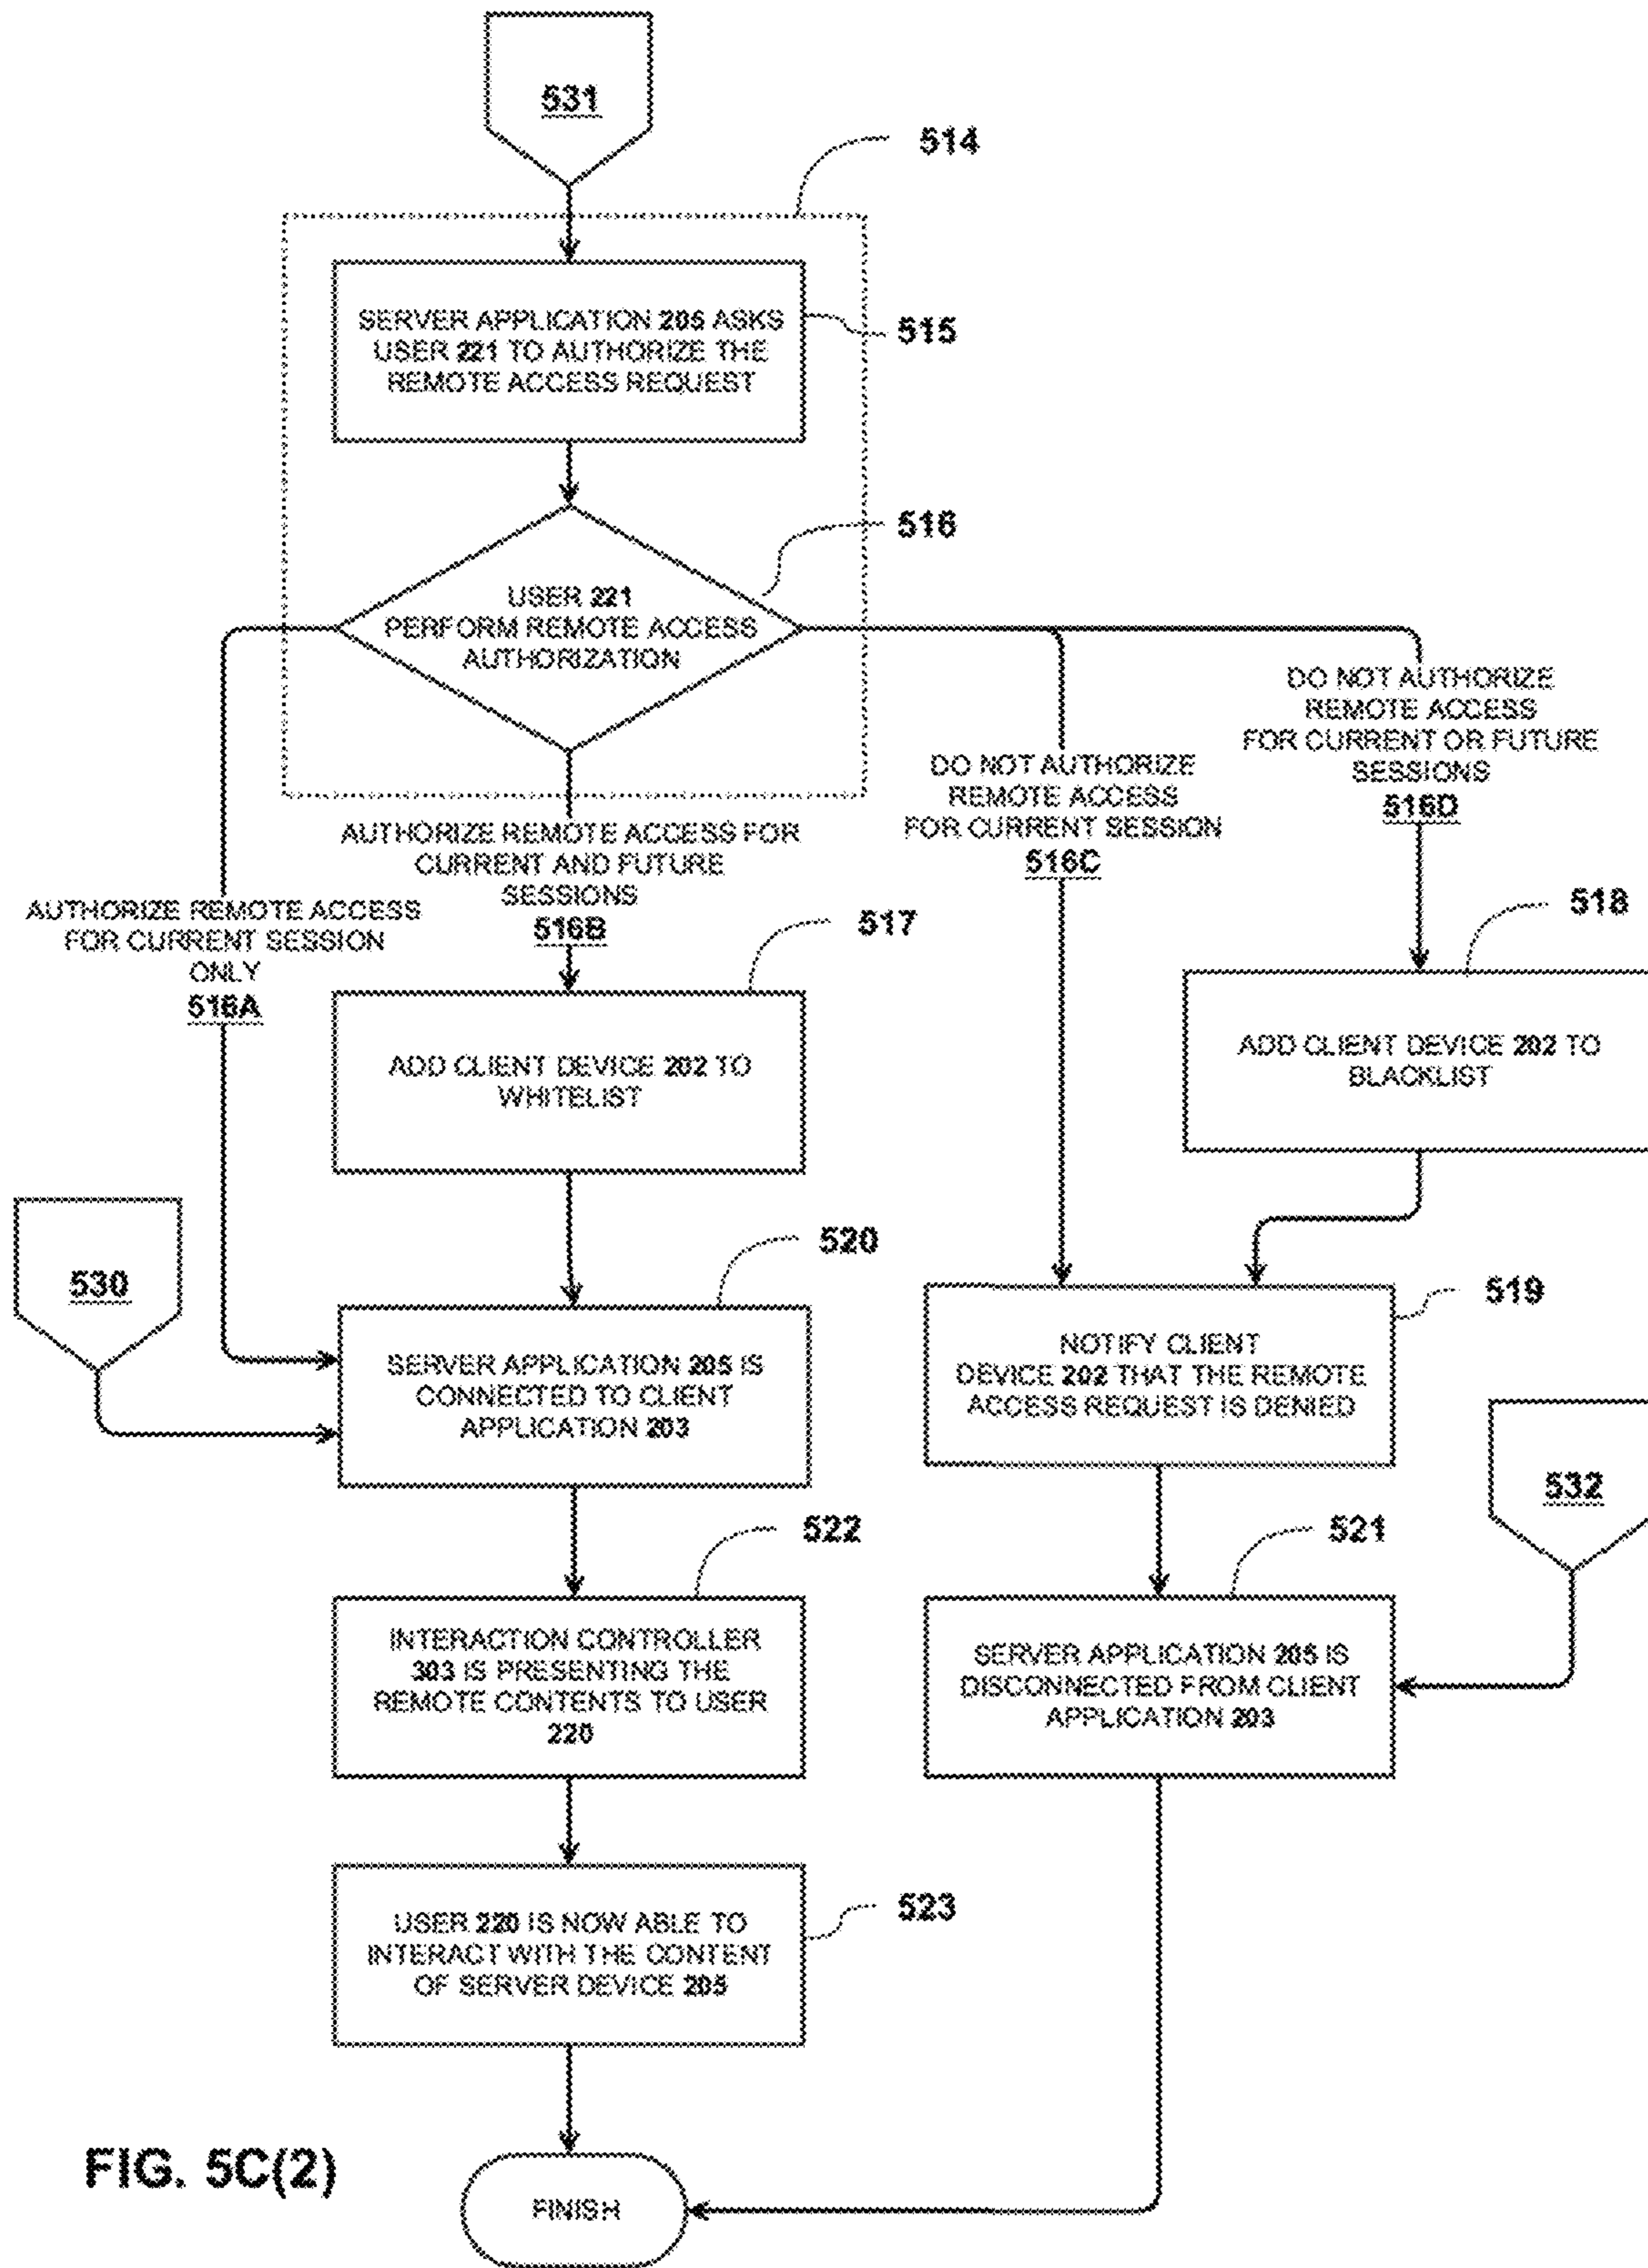 531
514
SERVER APPLICATION 205 ASKS
USER 221 TO AUTHORIZE THE
REMOTE ACCESS REQUEST
515
516
USER 221
PERFORM REMOTE ACCESS
AUTHORIZATION
DO NOT AUTHORIZE
REMOTE ACCESS
FOR CURRENT OR FUTURE
SESSIONS
516D
DO NOT AUTHORIZE
REMOTE ACCESS
FOR CURRENT SESSION
516C
AUTHORIZE REMOTE ACCESS FOR
CURRENT AND FUTURE
SESSIONS
516B
AUTHORIZE REMOTE ACCESS
FOR CURRENT SESSION
ONLY
516A
517
518
ADD CLIENT DEVICE 202 TO
WHITELIST
ADD CLIENT DEVICE 202 TO
BLACKLIST
530
520
519
SERVER APPLICATION 205 IS
CONNECTED TO CLIENT
APPLICATION 203
NOTIFY CLIENT
DEVICE 202 THAT THE REMOTE
ACCESS REQUEST IS DENIED
532
522
521
INTERACTION CONTROLLER
303 IS PRESENTING THE
REMOTE CONTENTS TO USER
220
SERVER APPLICATION 205 IS
DISCONNECTED FROM CLIENT
APPLICATION 203
523
USER 220 IS NOW ABLE TO
INTERACT WITH THE CONTENT
OF SERVER DEVICE 205
FIG. 5C(2)
FINISH